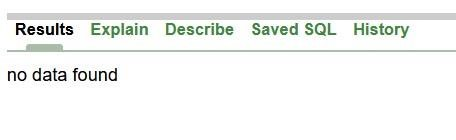 Results Explain Describe Saved SQL History
no data found